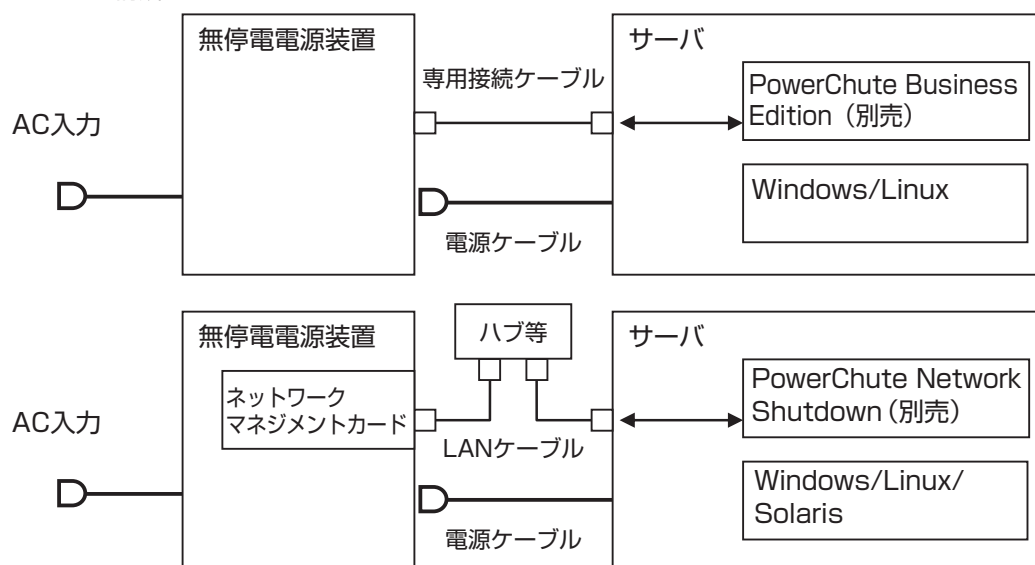 無停電電源装置
サーバ
専用接続ケーブル
PowerChute Business
Edition（別売）
AC入力
Windows/Linux
電源ケーブル
無停電電源装置
ハブ等
サーバ
ネットワーク
マネジメントカード
PowerChute Network
Shutdown（別売）
AC入力
LANケーブル
Windows/Linux/
Solaris
電源ケーブル